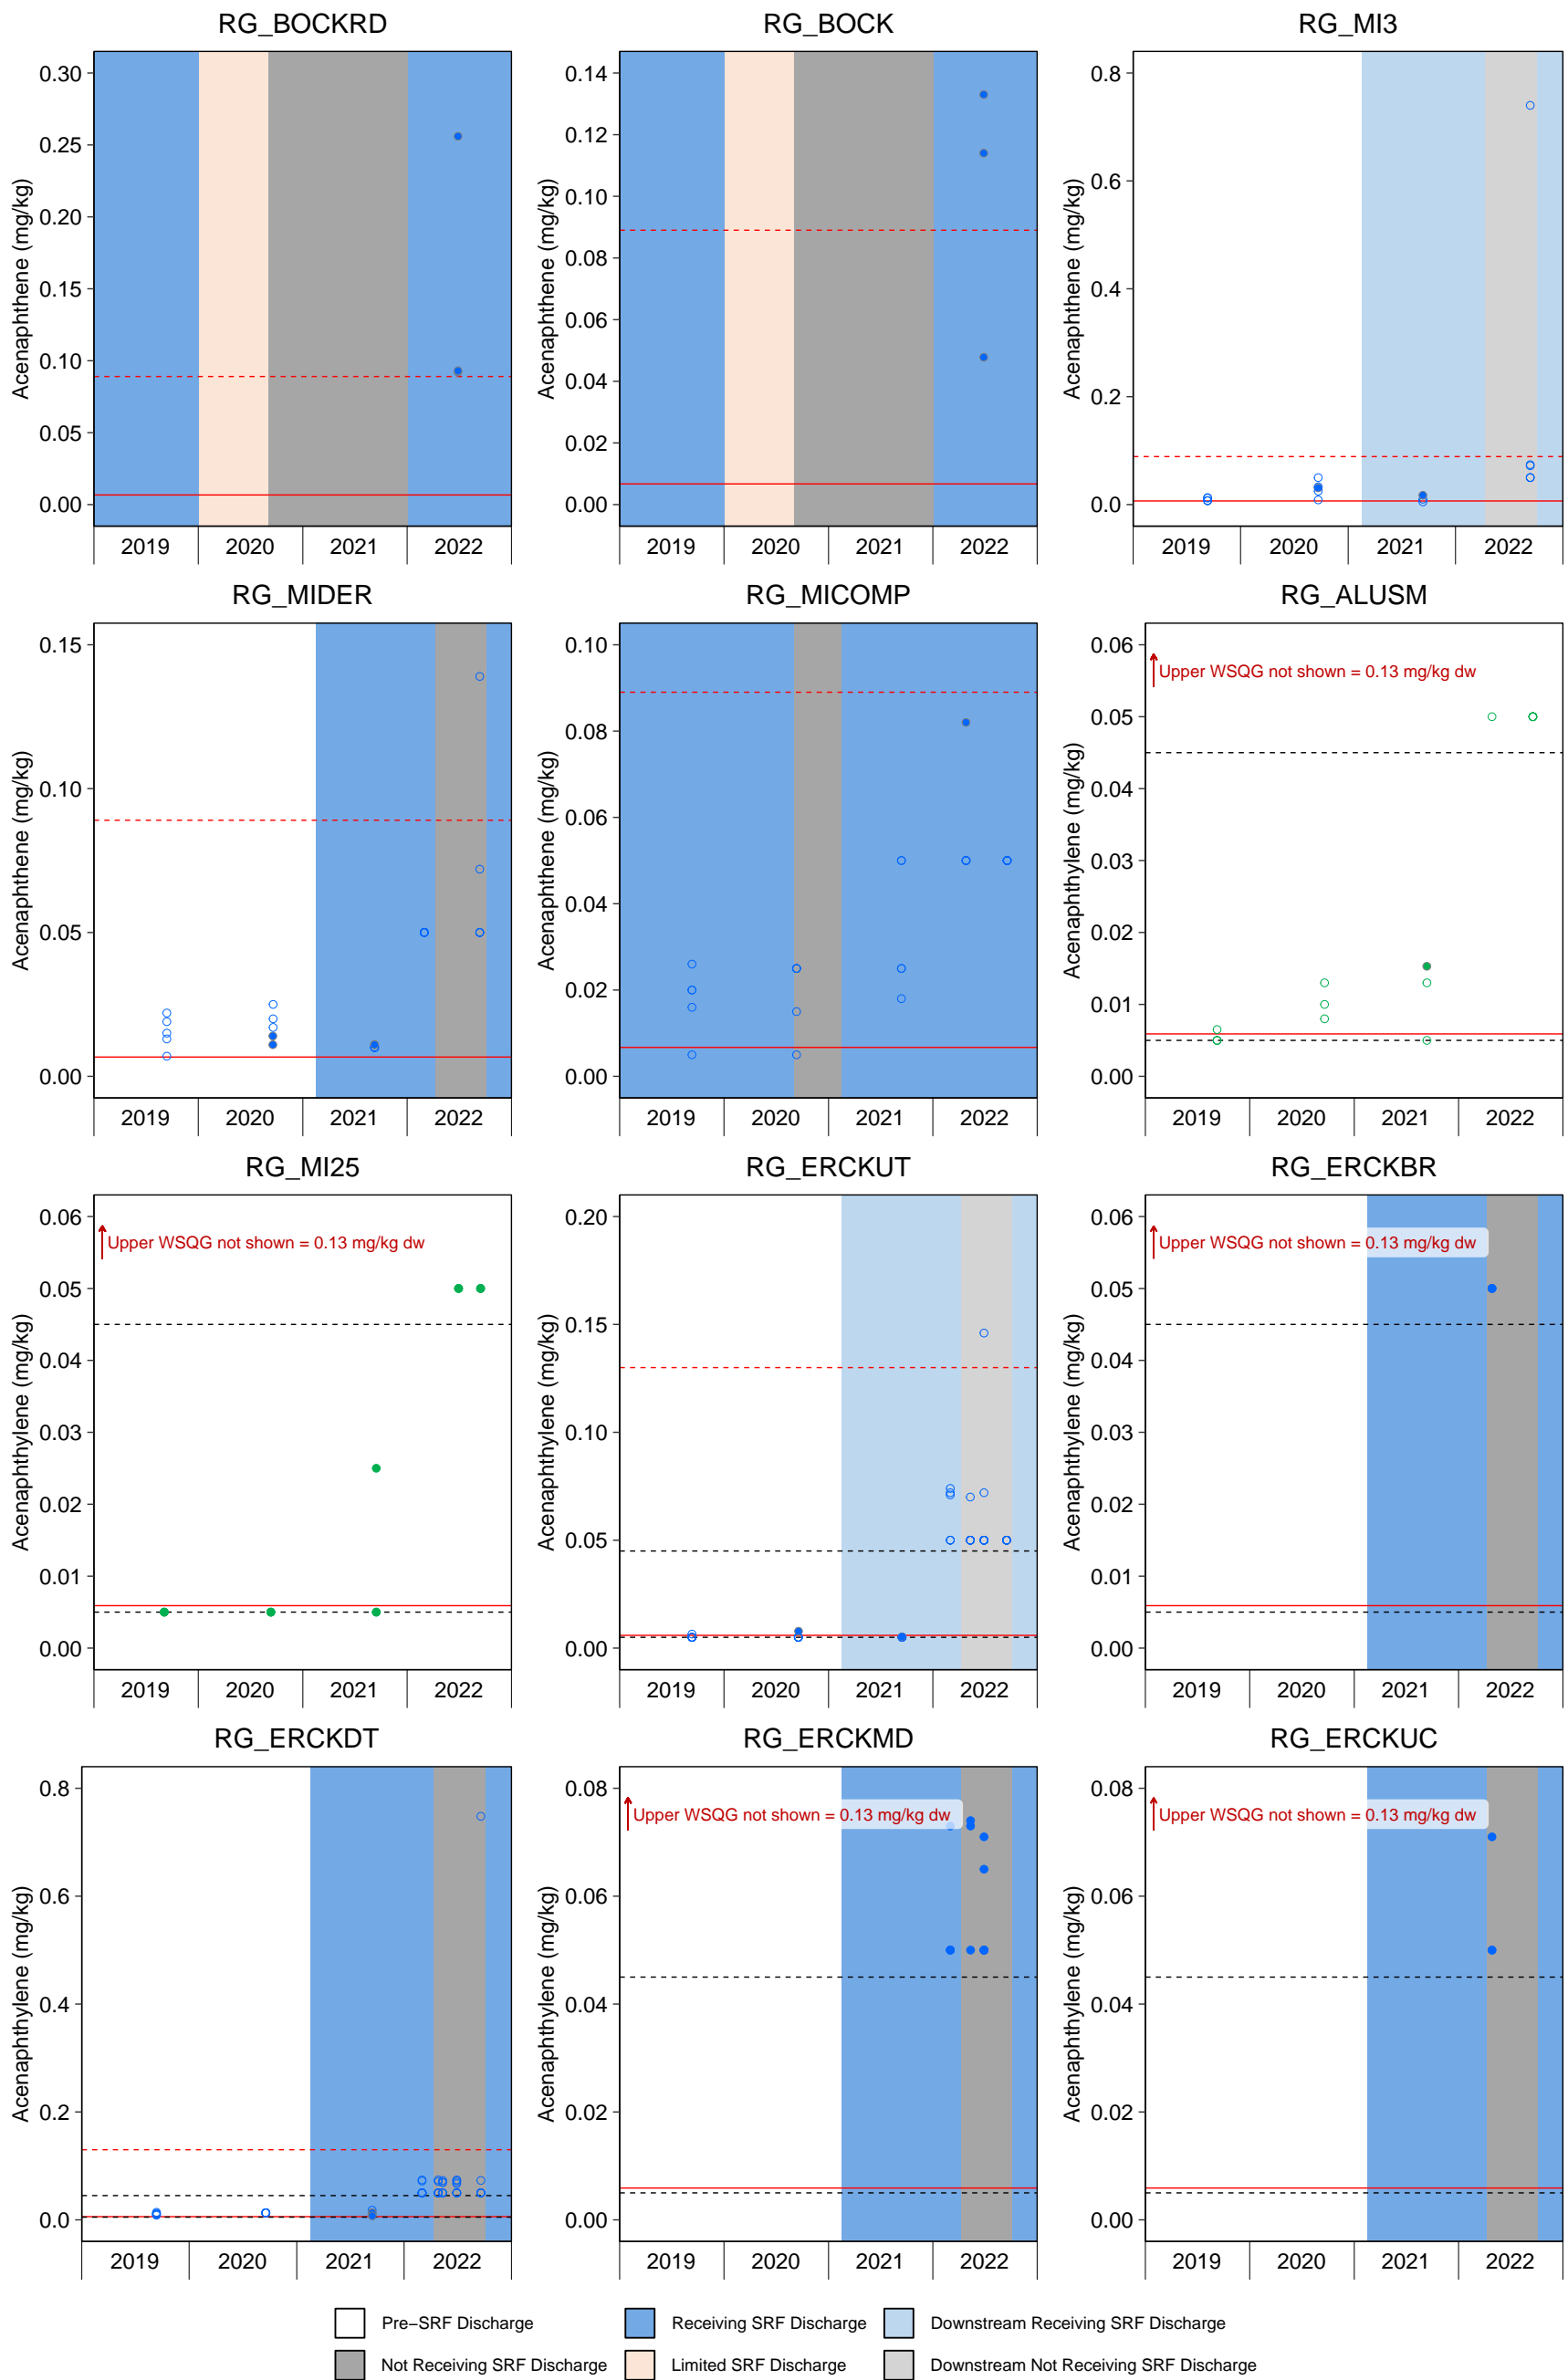 RG_BOCKRD
RG_BOCK
RG_MI3
Acenaphthene (mg/kg)
0.30
0.25
0.20
0.15
0.10
0.05
0.00
2019 2020 2021 2022
Acenaphthene (mg/kg)
0.14
0.12
0.10
0.08
0.06
0.04
0.02
0.00
2019 2020 2021 2022
Acenaphthene (mg/kg)
0.8
0.6
0.4
0.2
0.0
2019 2020 2021 2022
RG_MIDER
RG_MICOMP
RG_ALUSM
Acenaphthene (mg/kg)
0.15
0.10
0.05
0.00
2019 2020 2021 2022
Acenaphthene (mg/kg)
0.10
0.08
0.06
0.04
0.02
0.00
2019 2020 2021 2022
Acenaphthylene (mg/kg)
0.06
Upper WSQG not shown = 0.13 mg/kg dw
0.05
0.04
0.03
0.02
0.01
0.00
2019 2020 2021 2022
RG_MI25
RG_ERCKUT
RG_ERCKBR
Acenaphthylene (mg/kg)
0.06
Upper WSQG not shown = 0.13 mg/kg dw
0.05
0.04
0.03
0.02
0.01
0.00
2019 2020 2021 2022
Acenaphthylene (mg/kg)
0.20
0.15
0.10
0.05
0.00
2019 2020 2021 2022
Acenaphthylene (mg/kg)
0.06
Upper WSQG not shown = 0.13 mg/kg dw
0.05
0.04
0.03
0.02
0.01
0.00
2019 2020 2021 2022
RG_ERCKDT
RG_ERCKMD
RG_ERCKUC
Acenaphthylene (mg/kg)
0.8
0.6
0.4
0.2
0.0
2019 2020 2021 2022
Acenaphthylene (mg/kg)
0.08
Upper WSQG not shown = 0.13 mg/kg dw
0.06
0.04
0.02
0.00
2019 2020 2021 2022
Acenaphthylene (mg/kg)
0.08
Upper WSQG not shown = 0.13 mg/kg dw
0.06
0.04
0.02
0.00
2019 2020 2021 2022
Pre−SRF Discharge
Receiving SRF Discharge
Downstream Receiving SRF Discharge
Not Receiving SRF Discharge
Limited SRF Discharge
Downstream Not Receiving SRF Discharge